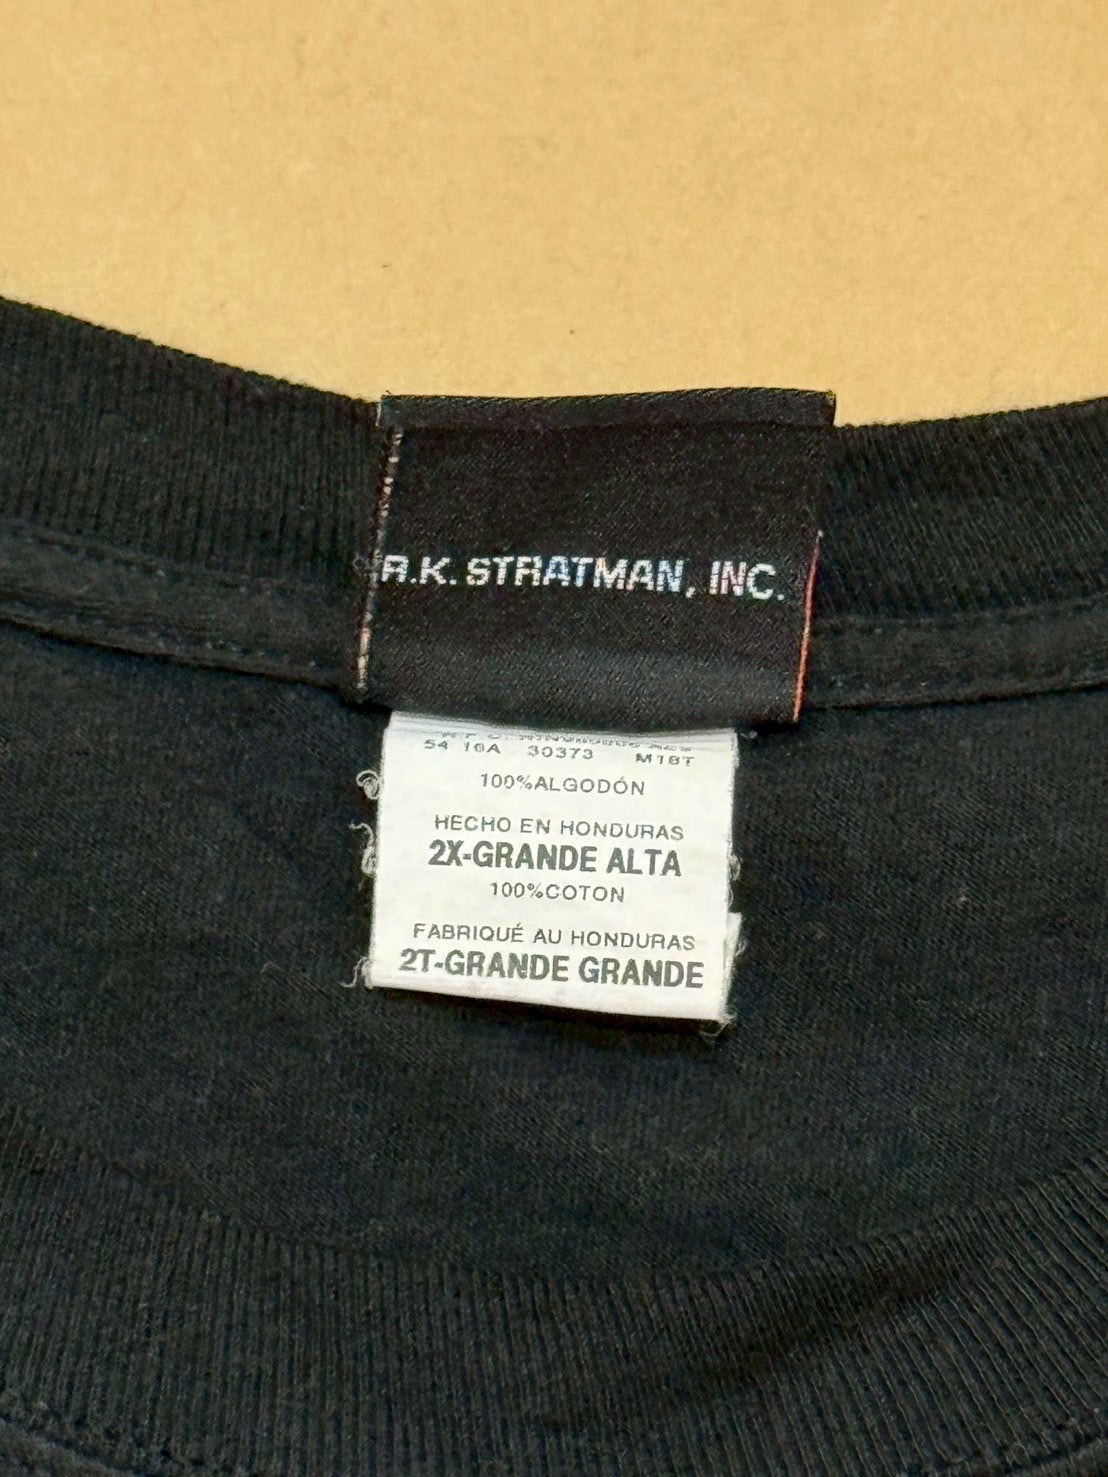 R.K. STRATMAN, INC.
54 10A 30373 M1BT
100%ALGODÓN
HECHO EN HONDURAS
2X-GRANDE ALTA
100%COTON
FABRIQUÉ AU HONDURAS
2T-GRANDE GRANDE